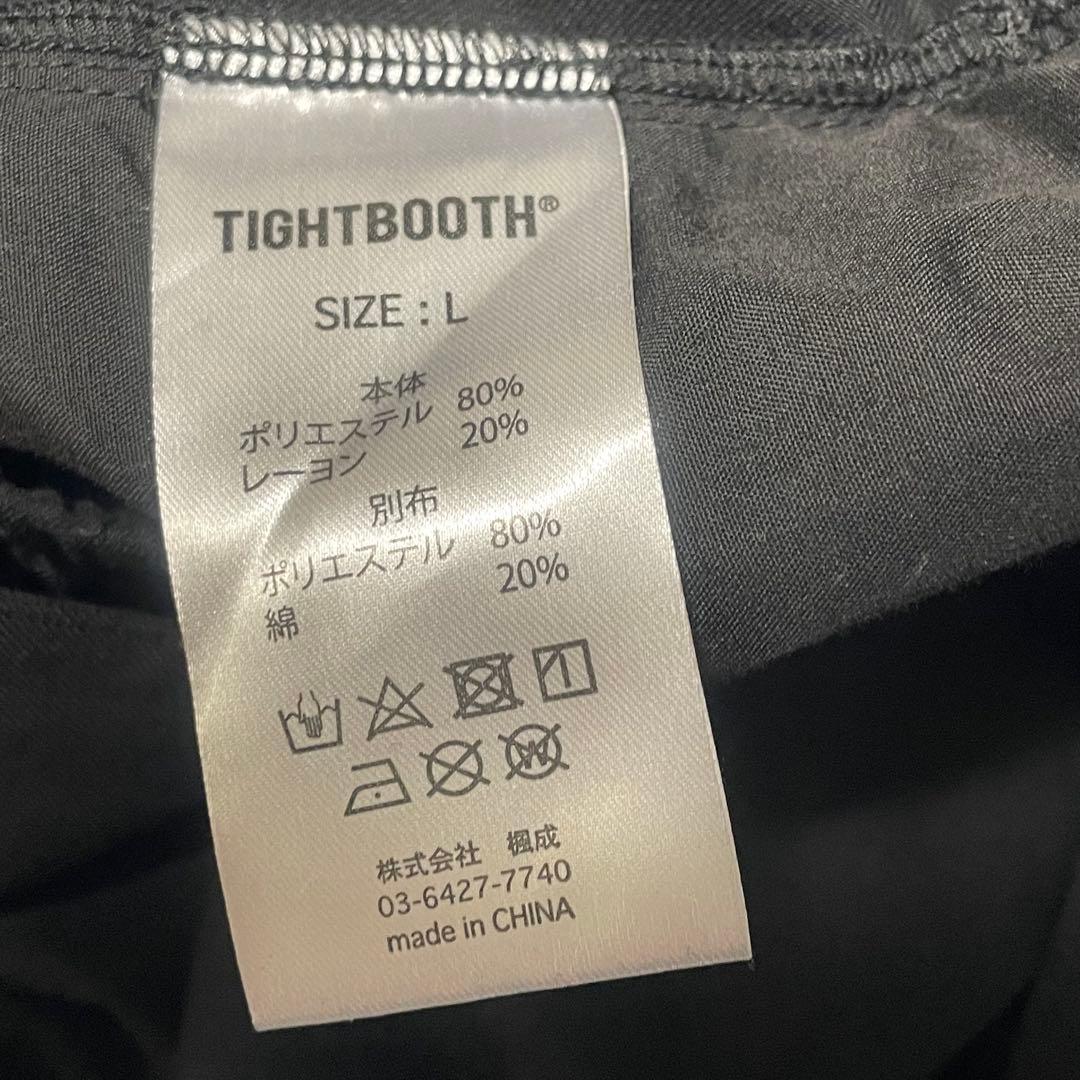 TIGHTBOOTH®
SIZE : L
本体
ポリエステル 80%
レーヨン 20%
別布
ポリエステル 80%
綿 20%
W
株式会社 楓成
03-6427-7740
made in CHINA